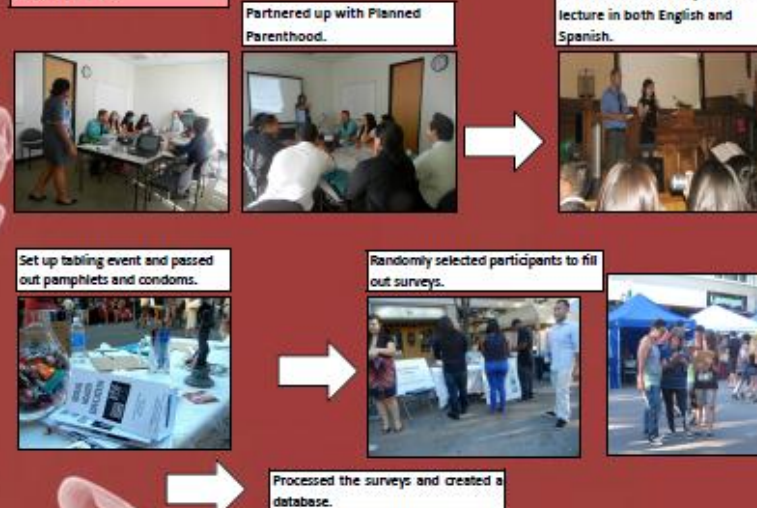 Partnered up with Planned
Parenthood.
lecture in both English and
Spanish.
Set up tabling event and passed
out pamphlets and condoms.
Randomly selected participants to fill
out surveys.
Processed the surveys and created a
database.